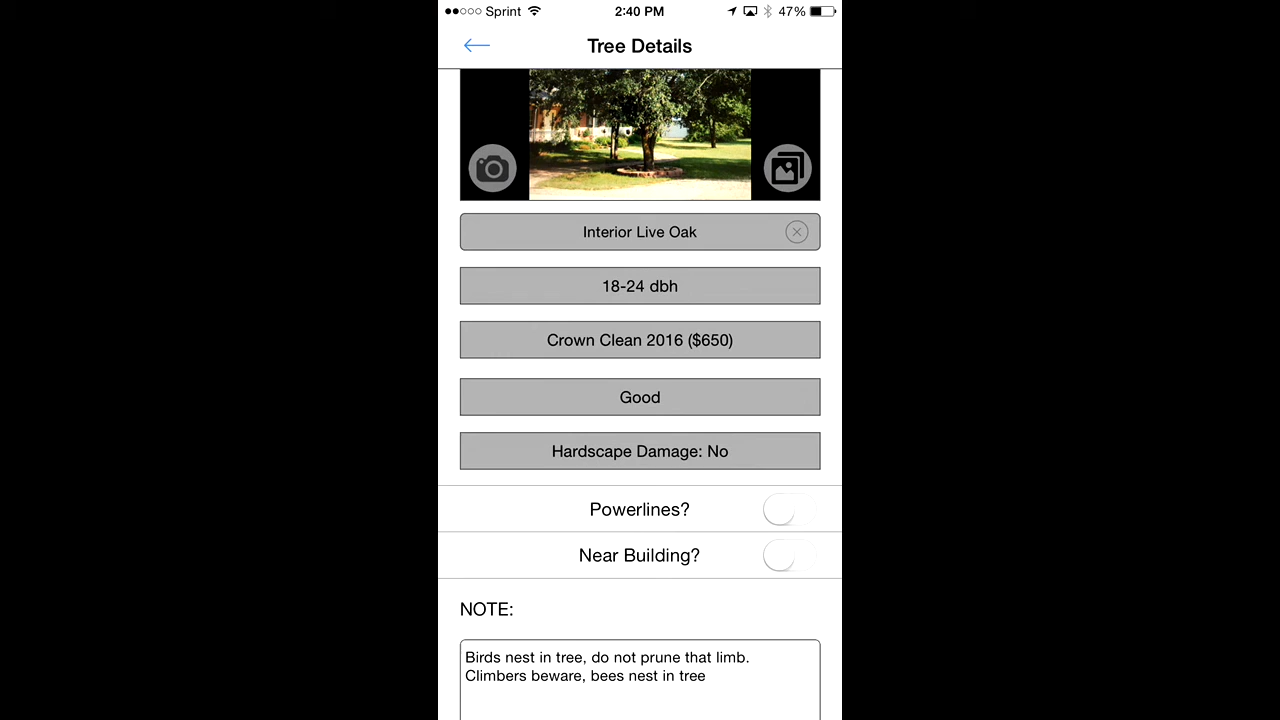 Sprint 2:40 PM 47%
Tree Details
Interior Live Oak
18-24 dbh
Crown Clean 2016 ($650)
Good
Hardscape Damage: No
Powerlines?
Near Building?
NOTE:
Birds nest in tree, do not prune that limb.
Climbers beware, bees nest in tree